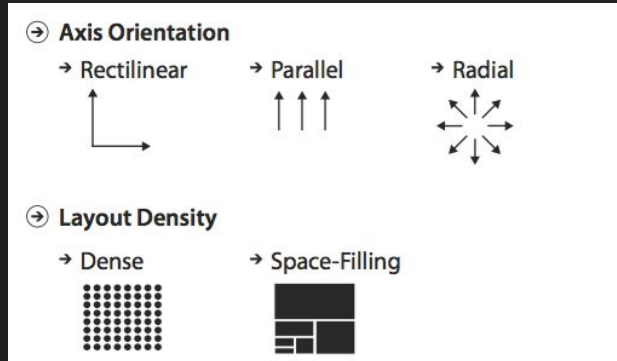 Axis Orientation
Rectilinear
Parallel
Radial
Layout Density
Dense
Space-Filling